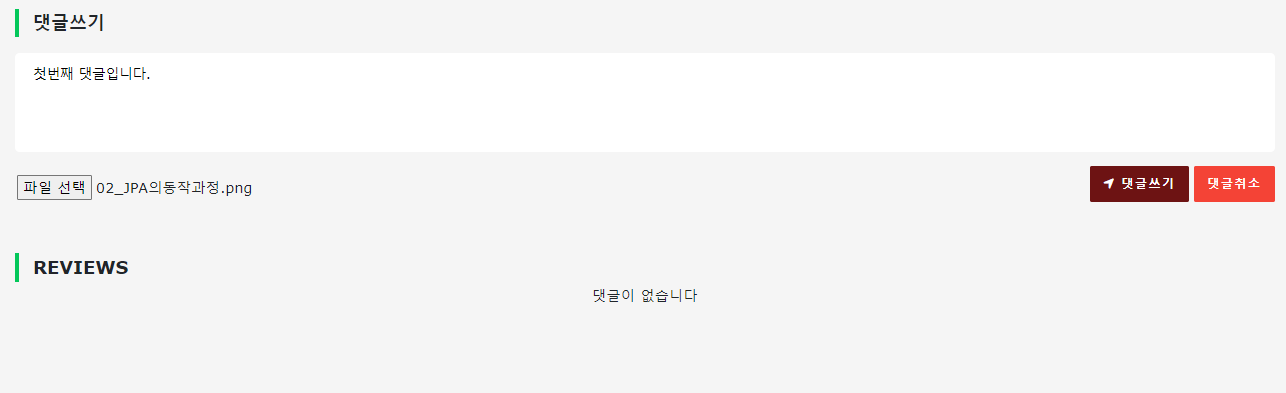 댓글쓰기
첫번째 댓글입니다.
파일 선택 02_JPA의동작과정.png
댓글쓰기 댓글취소
REVIEWS
댓글이 없습니다